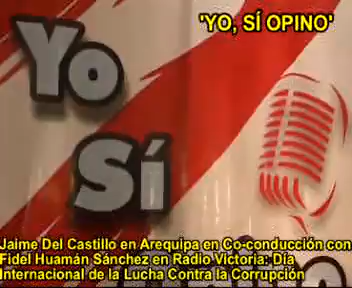 'YO, SÍ OPINO'
Yo
Sí
Jaime Del Castillo en Arequipa en Co-conducción con
Fidel Huamán Sánchez en Radio Victoria: Día
Internacional de la Lucha Contra la Corrupción